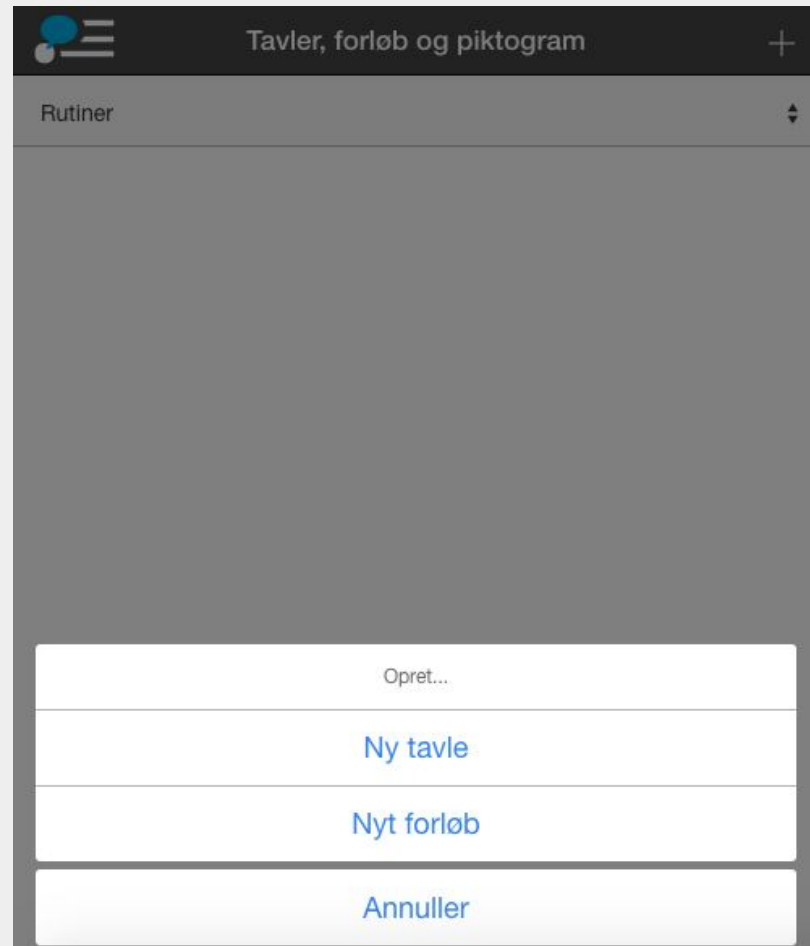 Tavler, forløb og piktogram
Rutiner
Opret...
Ny tavle
Nyt forløb
Annuller